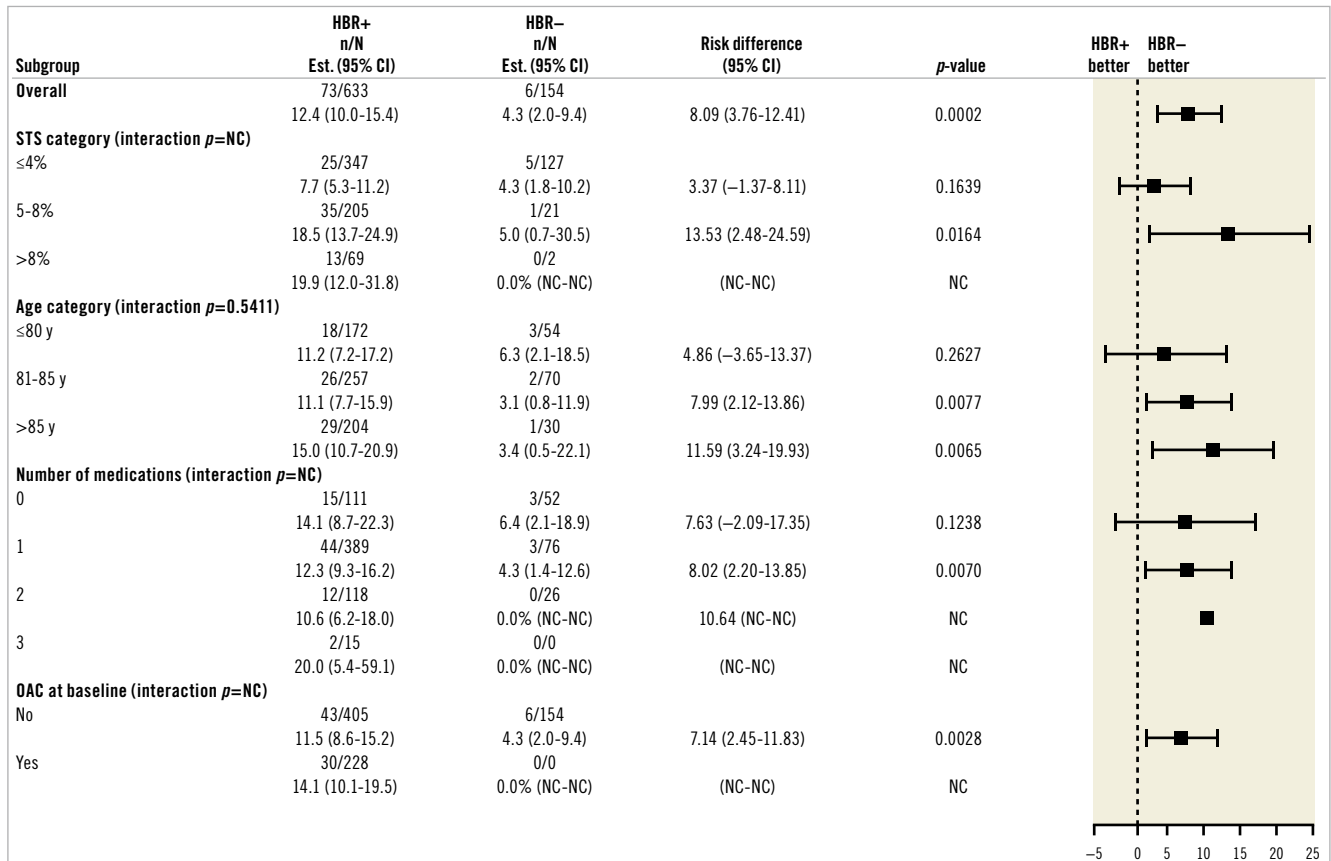 HBR+ HBR−
n/N n/N Risk difference HBR+ HBR−
Subgroup Est. (95% CI) Est. (95% CI) (95% CI) p-value better better
Overall 73/633 6/154
12.4 (10.0-15.4) 4.3 (2.0-9.4) 8.09 (3.76-12.41) 0.0002
STS category (interaction p=NC)
≤4% 25/347 5/127
7.7 (5.3-11.2) 4.3 (1.8-10.2) 3.37 (−1.37-8.11) 0.1639
5-8% 35/205 1/21
18.5 (13.7-24.9) 5.0 (0.7-30.5) 13.53 (2.48-24.59) 0.0164
>8% 13/69 0/2
19.9 (12.0-31.8) 0.0% (NC-NC) (NC-NC) NC
Age category (interaction p=0.5411)
≤80 y 18/172 3/54
11.2 (7.2-17.2) 6.3 (2.1-18.5) 4.86 (−3.65-13.37) 0.2627
81-85 y 26/257 2/70
11.1 (7.7-15.9) 3.1 (0.8-11.9) 7.99 (2.12-13.86) 0.0077
>85 y 29/204 1/30
15.0 (10.7-20.9) 3.4 (0.5-22.1) 11.59 (3.24-19.93) 0.0065
Number of medications (interaction p=NC)
0 15/111 3/52
14.1 (8.7-22.3) 6.4 (2.1-18.9) 7.63 (−2.09-17.35) 0.1238
1 44/389 3/76
12.3 (9.3-16.2) 4.3 (1.4-12.6) 8.02 (2.20-13.85) 0.0070
2 12/118 0/26
10.6 (6.2-18.0) 0.0% (NC-NC) 10.64 (NC-NC) NC
3 2/15 0/0
20.0 (5.4-59.1) 0.0% (NC-NC) (NC-NC) NC
OAC at baseline (interaction p=NC)
No 43/405 6/154
11.5 (8.6-15.2) 4.3 (2.0-9.4) 7.14 (2.45-11.83) 0.0028
Yes 30/228 0/0
14.1 (10.1-19.5) 0.0% (NC-NC) (NC-NC) NC
−5 0 5 10 15 20 25